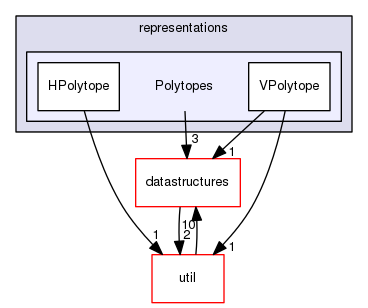 representations
HPolytope
Polytopes
VPolytope
3
1
datastructures
10
2
1
1
util